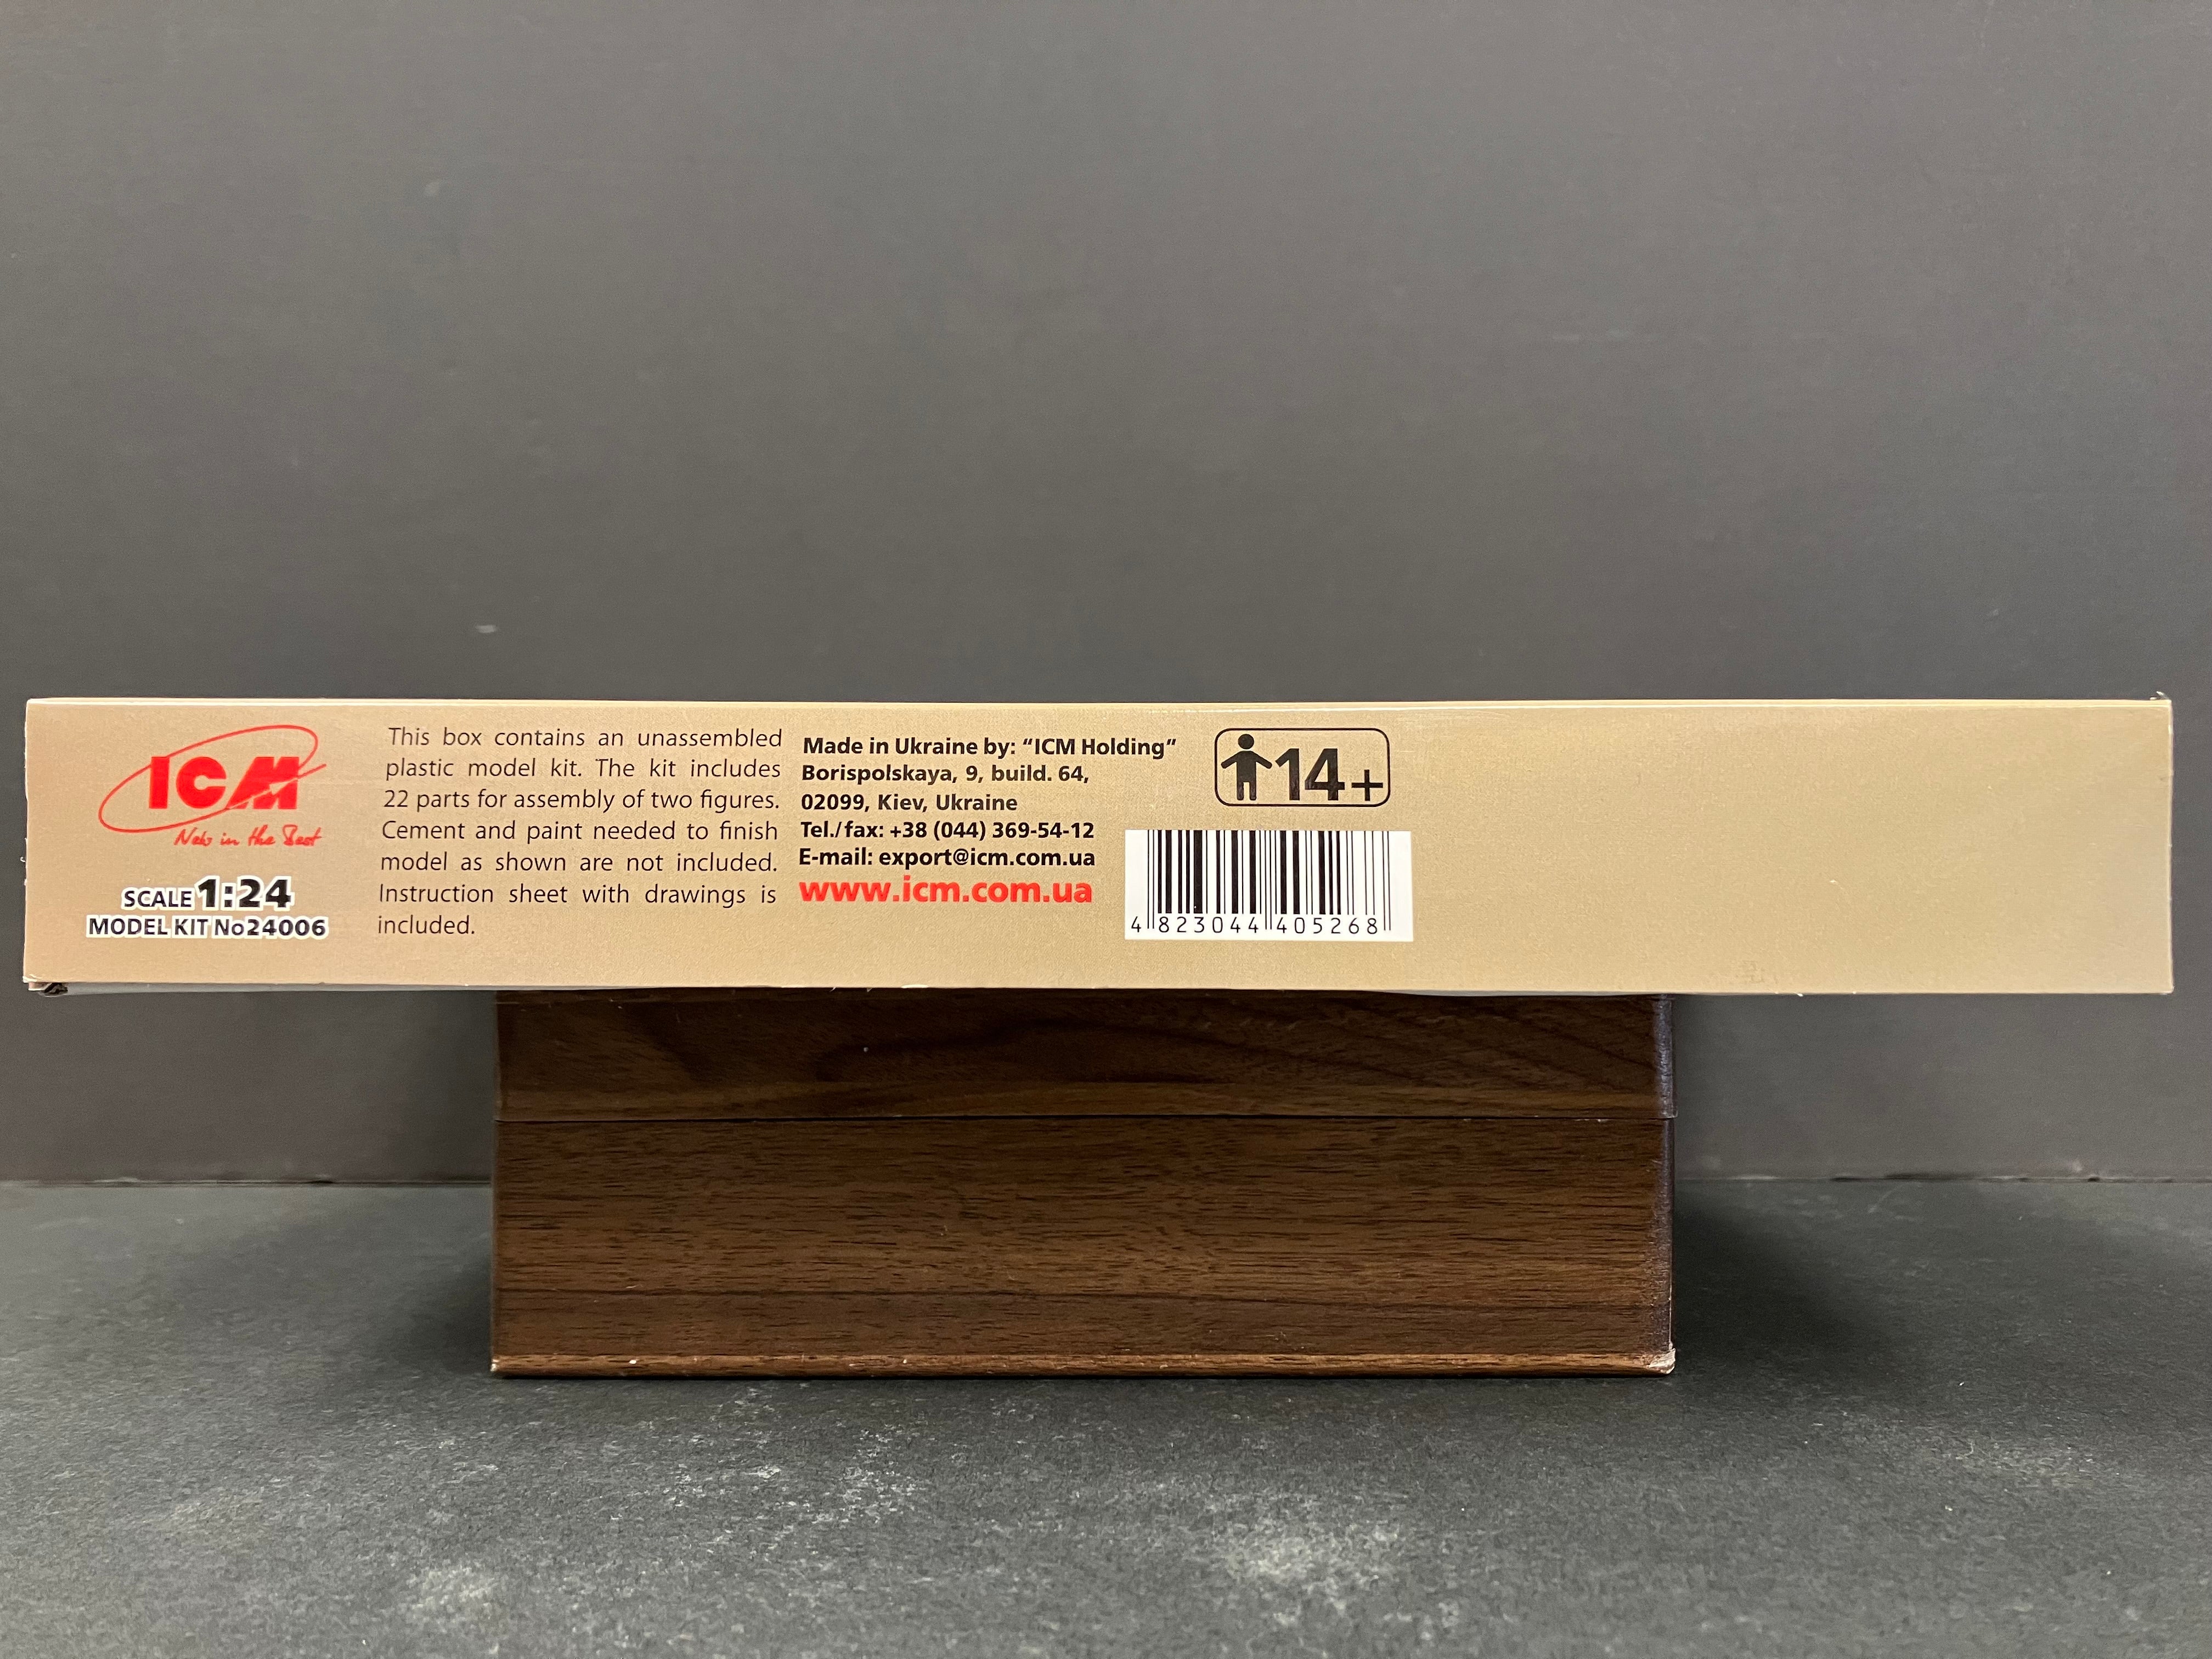 ICM
Now in the Best
SCALE 1:24
MODEL KIT No24006
This box contains an unassembled
plastic model kit. The kit includes
22 parts for assembly of two figures.
Cement and paint needed to finish
model as shown are not included.
Instruction sheet with drawings is
included.
Made in Ukraine by: “ICM Holding”
Borispolskaya, 9, build. 64,
02099, Kiev, Ukraine
Tel./fax: +38 (044) 369-54-12
E-mail: export@icm.com.ua
www.icm.com.ua
14+
4 823044 405268